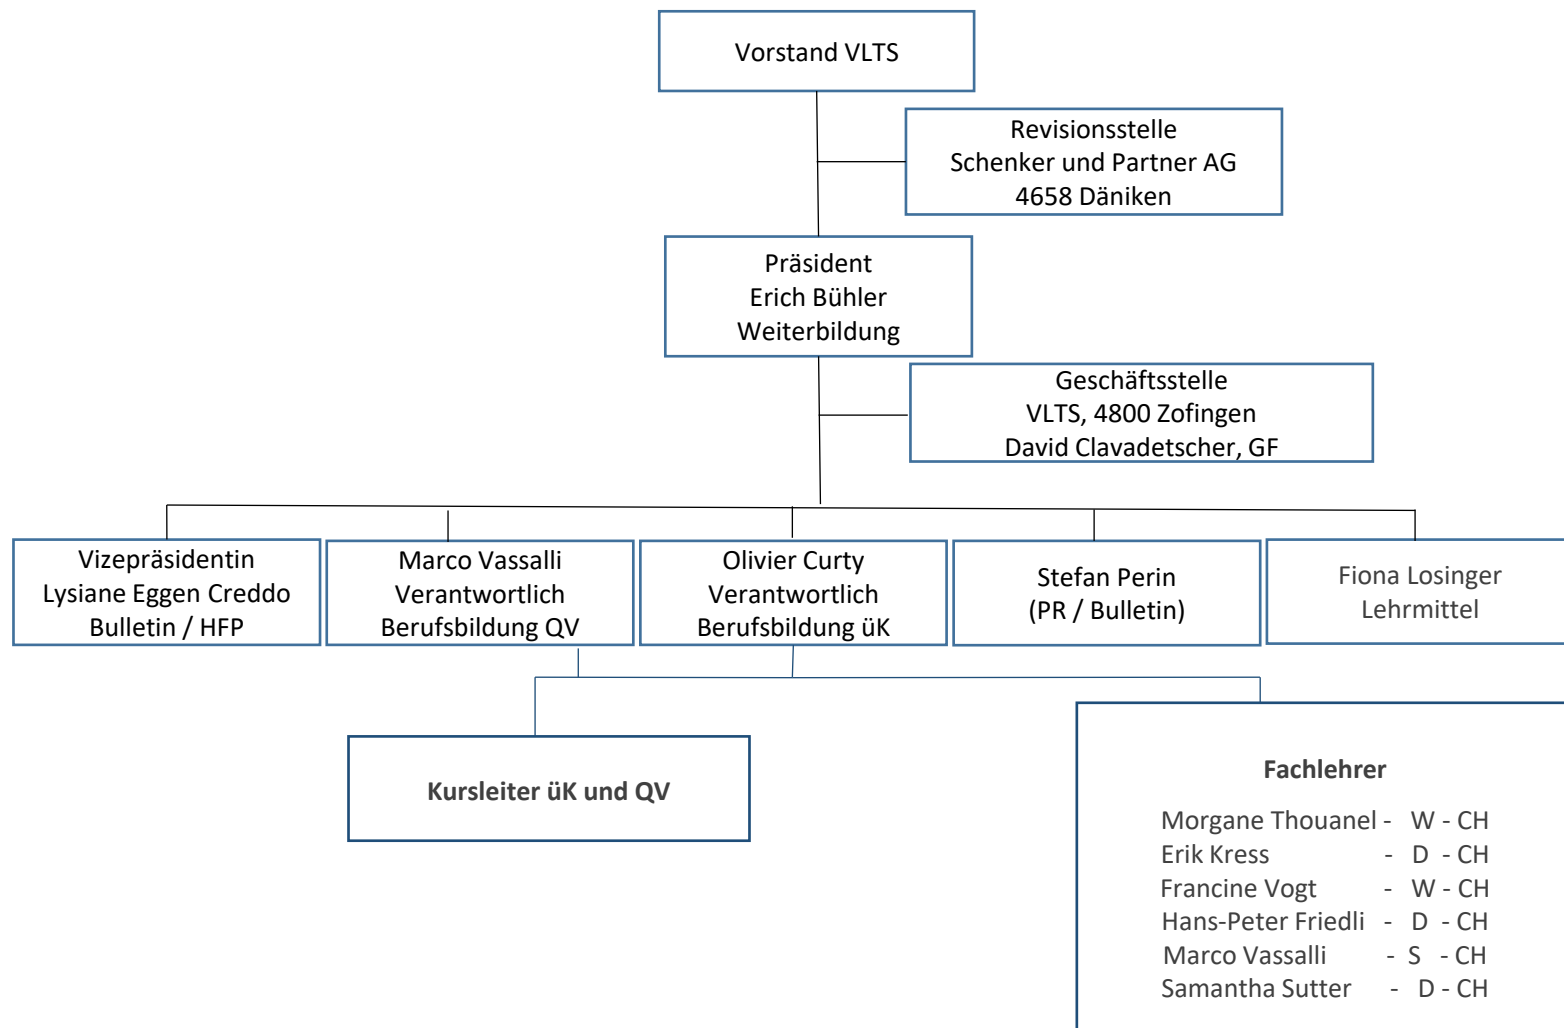 Vorstand VLTS
Revisionsstelle
Schenker und Partner AG
4658 Däniken
Präsident
Erich Bühler
Weiterbildung
Geschäftsstelle
VLTS, 4800 Zofingen
David Clavadetscher, GF
Vizepräsidentin
Lysiane Eggen Creddo
Bulletin / HFP
Marco Vassalli
Verantwortlich
Berufsbildung QV
Olivier Curty
Verantwortlich
Berufsbildung üK
Stefan Perin
(PR / Bulletin)
Fiona Losinger
Lehrmittel
Kursleiter üK und QV
Fachlehrer
Morgane Thouanel - W - CH
Erik Kress - D - CH
Francine Vogt - W - CH
Hans-Peter Friedli - D - CH
Marco Vassalli - S - CH
Samantha Sutter - D - CH